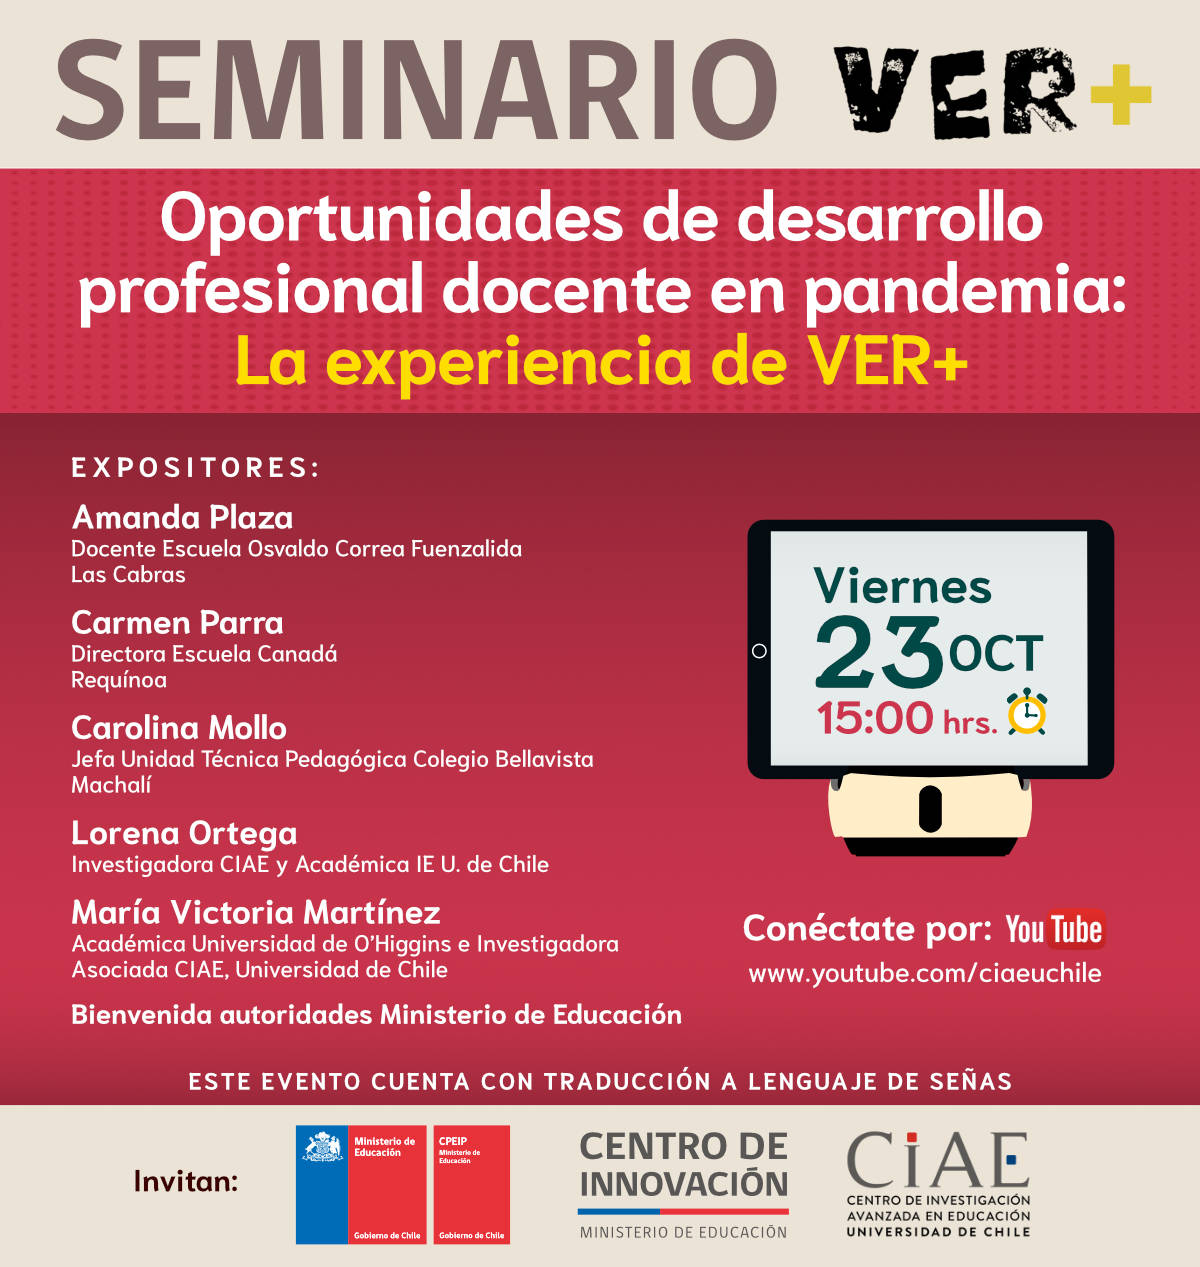 SEMINARIO VER+
Oportunidades de desarrollo
profesional docente en pandemia:
La experiencia de VER+
EXPOSITORES:
Amanda Plaza
Docente Escuela Osvaldo Correa Fuenzalida
Las Cabras
Carmen Parra
Directora Escuela Canadá
Requínoa
Carolina Mollo
Jefa Unidad Técnica Pedagógica Colegio Bellavista
Machalí
Lorena Ortega
Investigadora CIAE y Académica IE U. de Chile
María Victoria Martínez
Académica Universidad de O'Higgins e Investigadora
Asociada CIAE, Universidad de Chile
Bienvenida autoridades Ministerio de Educación
Viernes
23 OCT
15:00 hrs.
Conéctate por: YouTube
www.youtube.com/ciaeuchile
ESTE EVENTO CUENTA CON TRADUCCIÓN A LENGUAJE DE SEÑAS
Invitan:
Ministerio de
Educación
Gobierno de Chile
CPEIP
Ministerio de
Educación
Gobierno de Chile
CENTRO DE
INNOVACIÓN
MINISTERIO DE EDUCACIÓN
CiAE
CENTRO DE INVESTIGACIÓN
AVANZADA EN EDUCACIÓN
UNIVERSIDAD DE CHILE